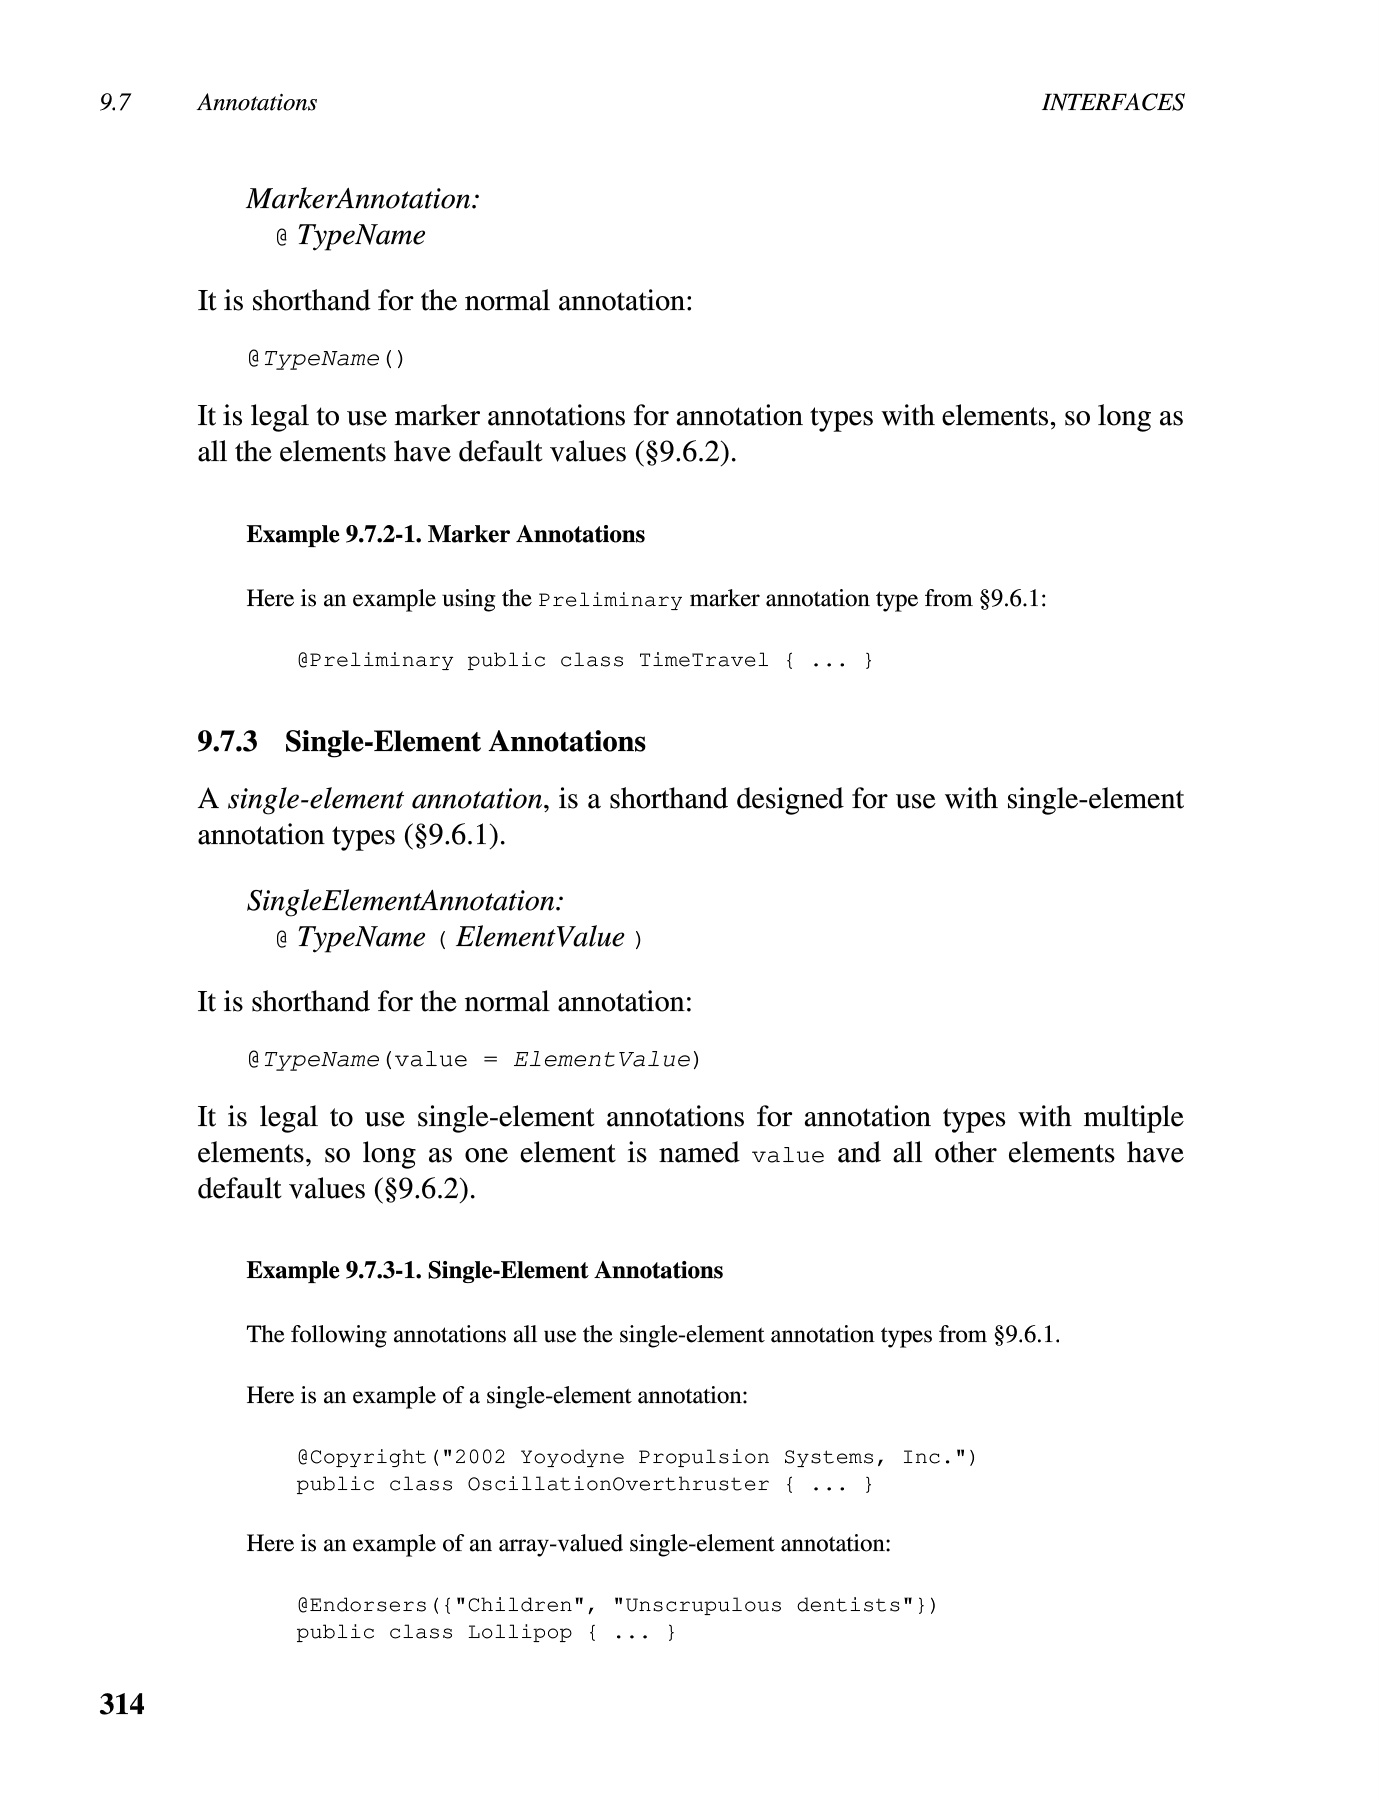 9.7 Annotations INTERFACES
MarkerAnnotation:
@ TypeName
It is shorthand for the normal annotation:
@TypeName()
It is legal to use marker annotations for annotation types with elements, so long as
all the elements have default values (§9.6.2).
Example 9.7.2-1. Marker Annotations
Here is an example using the Preliminary marker annotation type from §9.6.1:
@Preliminary public class TimeTravel { ... }
9.7.3 Single-Element Annotations
A single-element annotation, is a shorthand designed for use with single-element
annotation types (§9.6.1).
SingleElementAnnotation:
@ TypeName ( ElementValue )
It is shorthand for the normal annotation:
@TypeName(value = ElementValue)
It is legal to use single-element annotations for annotation types with multiple
elements, so long as one element is named value and all other elements have
default values (§9.6.2).
Example 9.7.3-1. Single-Element Annotations
The following annotations all use the single-element annotation types from §9.6.1.
Here is an example of a single-element annotation:
@Copyright("2002 Yoyodyne Propulsion Systems, Inc.")
public class OscillationOverthruster { ... }
Here is an example of an array-valued single-element annotation:
@Endorsers({"Children", "Unscrupulous dentists"})
public class Lollipop { ... }
314